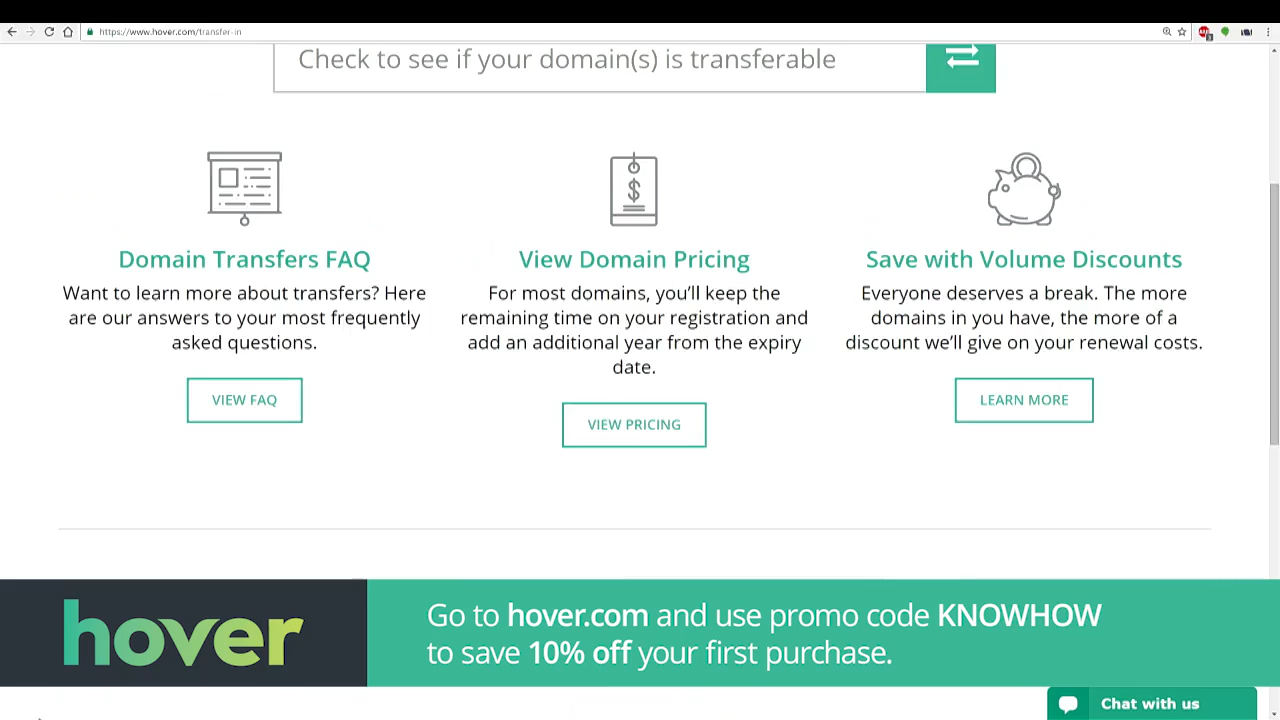 https://www.hover.com/transfer-in
Check to see if your domain(s) is transferable
Domain Transfers FAQ
Want to learn more about transfers? Here
are our answers to your most frequently
asked questions.
VIEW FAQ
View Domain Pricing
For most domains, you'll keep the
remaining time on your registration and
add an additional year from the expiry
date.
VIEW PRICING
Save with Volume Discounts
Everyone deserves a break. The more
domains in you have, the more of a
discount we'll give on your renewal costs.
LEARN MORE
hover
Go to hover.com and use promo code KNOWHOW
to save 10% off your first purchase.
Chat with us